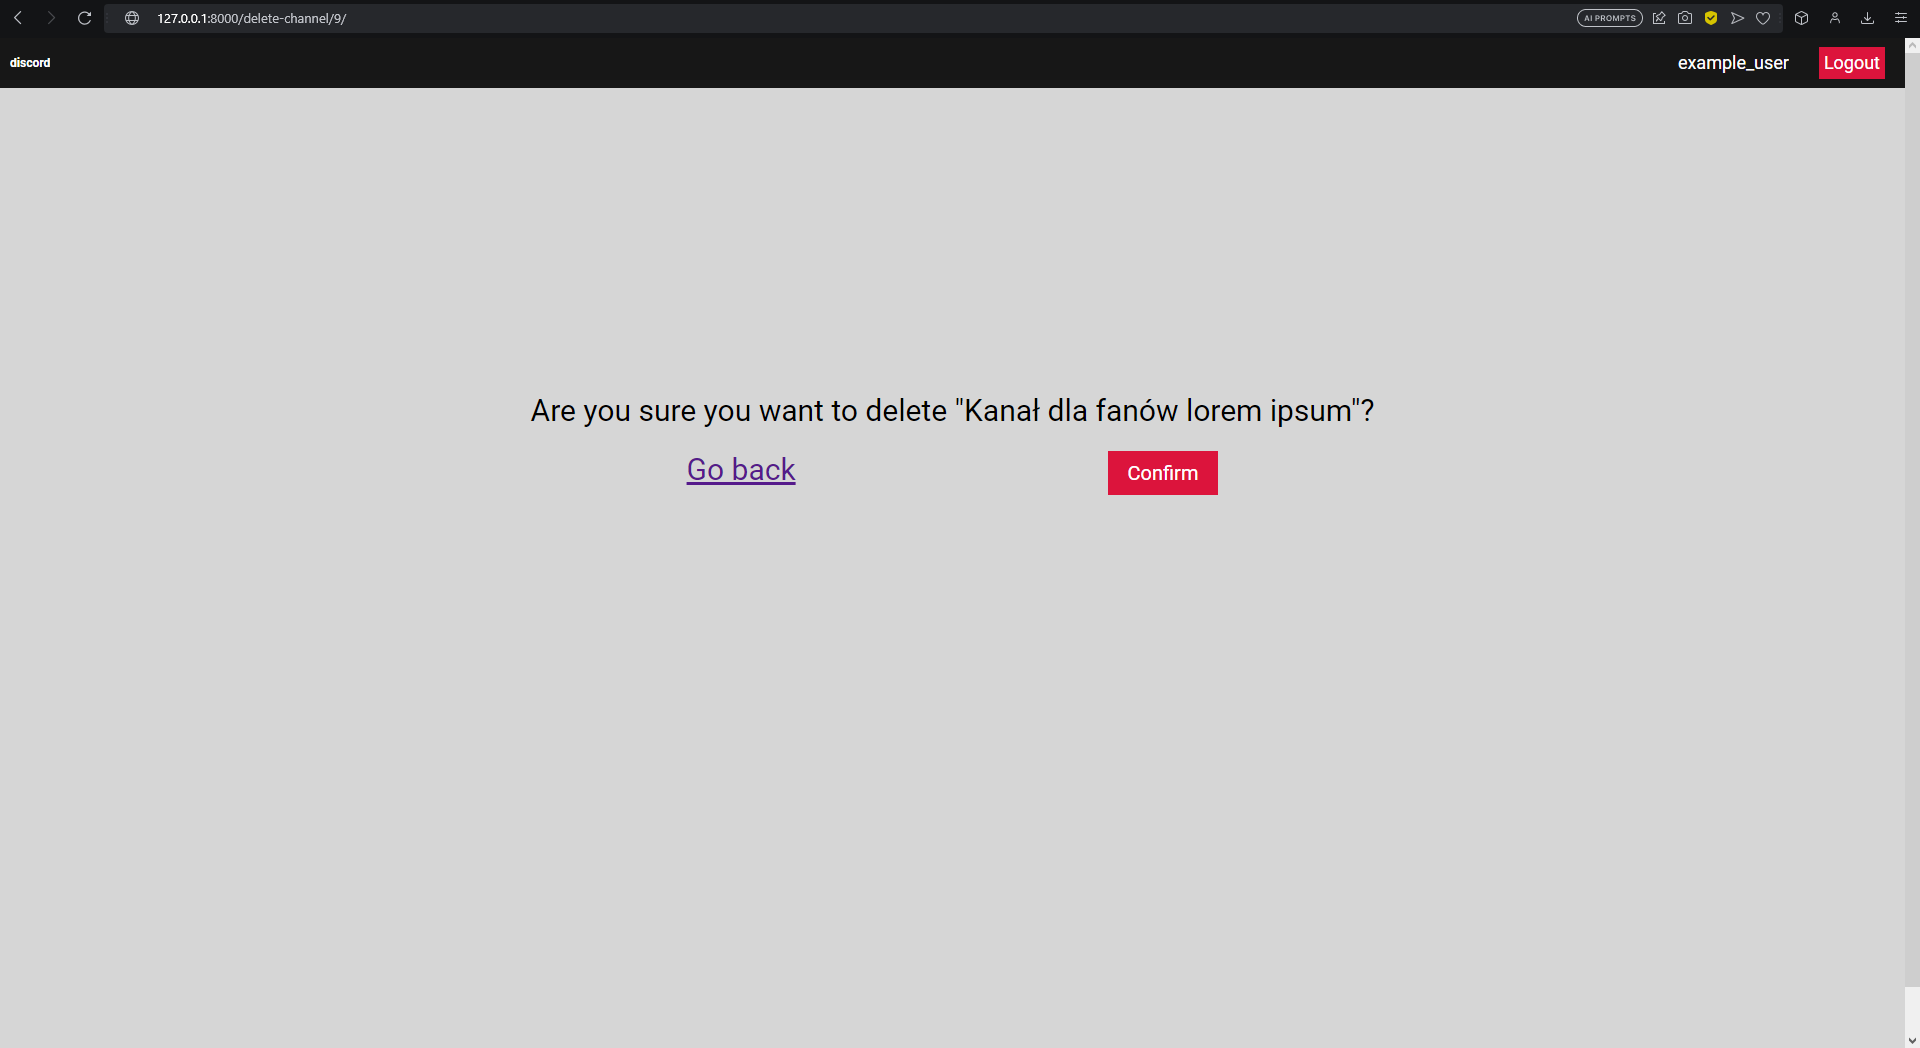 127.0.0.1:8000/delete-channel/9/
AI PROMPTS
discord
example_user
Logout
Are you sure you want to delete "Kanał dla fanów lorem ipsum"?
Go back
Confirm